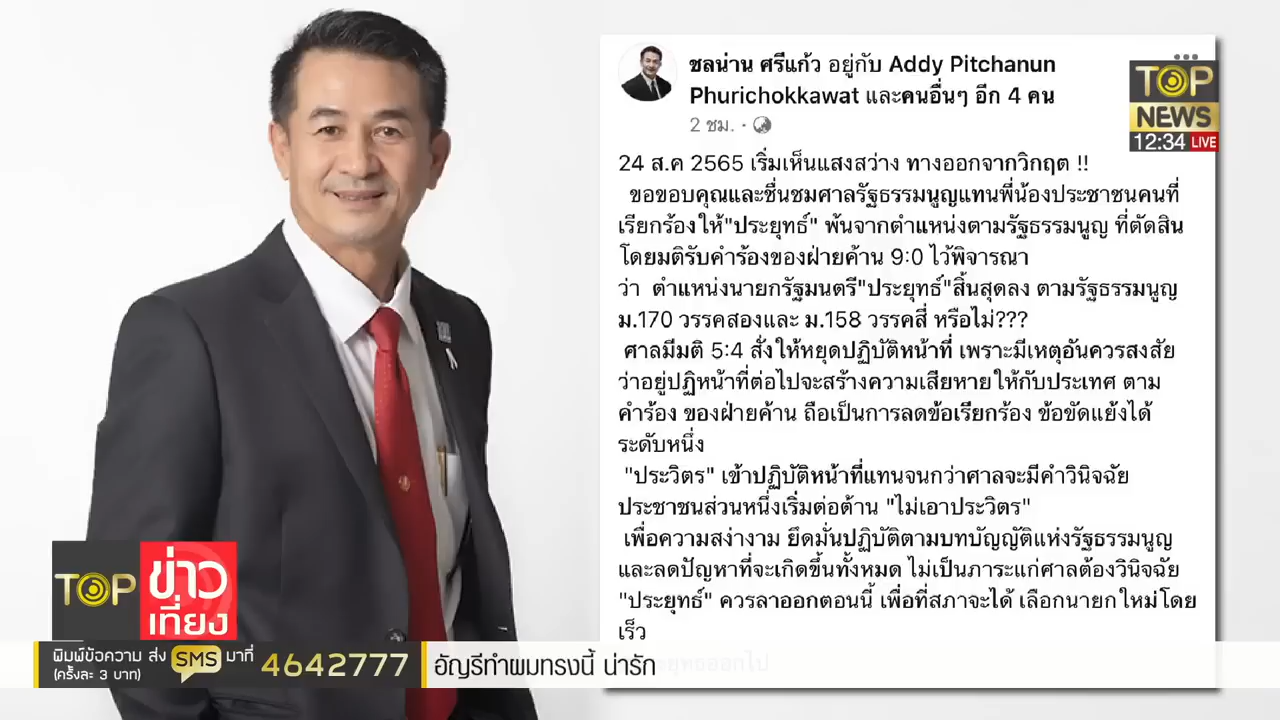 ชลน่าน ศรีแก้ว อยู่กับ Addy Pitchanun
Phurichokkawat และคนอื่นๆ อีก 4 คน
2 ชม. ·
TOP
NEWS
12:34 LIVE
24 ส.ค 2565 เริ่มเห็นแสงสว่าง ทางออกจากวิกฤต !!
ขอขอบคุณและชื่นชมศาลรัฐธรรมนูญแทนพี่น้องประชาชนคนที่
เรียกร้องให้"ประยุทธ์" พ้นจากตำแหน่งตามรัฐธรรมนูญ ที่ตัดสิน
โดยมติรับคำร้องของฝ่ายค้าน 9:0 ไว้พิจารณา
ว่า ตำแหน่งนายกรัฐมนตรี"ประยุทธ์"สิ้นสุดลง ตามรัฐธรรมนูญ
ม.170 วรรคสองและ ม.158 วรรคสี่ หรือไม่???
ศาลมีมติ 5:4 สั่งให้หยุดปฏิบัติหน้าที่ เพราะมีเหตุอันควรสงสัย
ว่าอยู่ปฏิหน้าที่ต่อไปจะสร้างความเสียหายให้กับประเทศ ตาม
คำร้อง ของฝ่ายค้าน ถือเป็นการลดข้อเรียกร้อง ข้อขัดแย้งได้
ระดับหนึ่ง
"ประวิตร" เข้าปฏิบัติหน้าที่แทนจนกว่าศาลจะมีคำวินิจฉัย
ประชาชนส่วนหนึ่งเริ่มต่อต้าน "ไม่เอาประวิตร"
เพื่อความสง่างาม ยึดมั่นปฏิบัติตามบทบัญญัติแห่งรัฐธรรมนูญ
และลดปัญหาที่จะเกิดขึ้นทั้งหมด ไม่เป็นภาระแก่ศาลต้องวินิจฉัย
"ประยุทธ์" ควรลาออกตอนนี้ เพื่อที่สภาจะได้ เลือกนายกใหม่โดย
เร็ว
TOP ข่าว
เที่ยง
พิมพ์ข้อความ ส่ง SMS มาที่ 4642777
(ครั้งละ 3 บาท)
อัญรีทำผมทรงนี้ น่ารัก